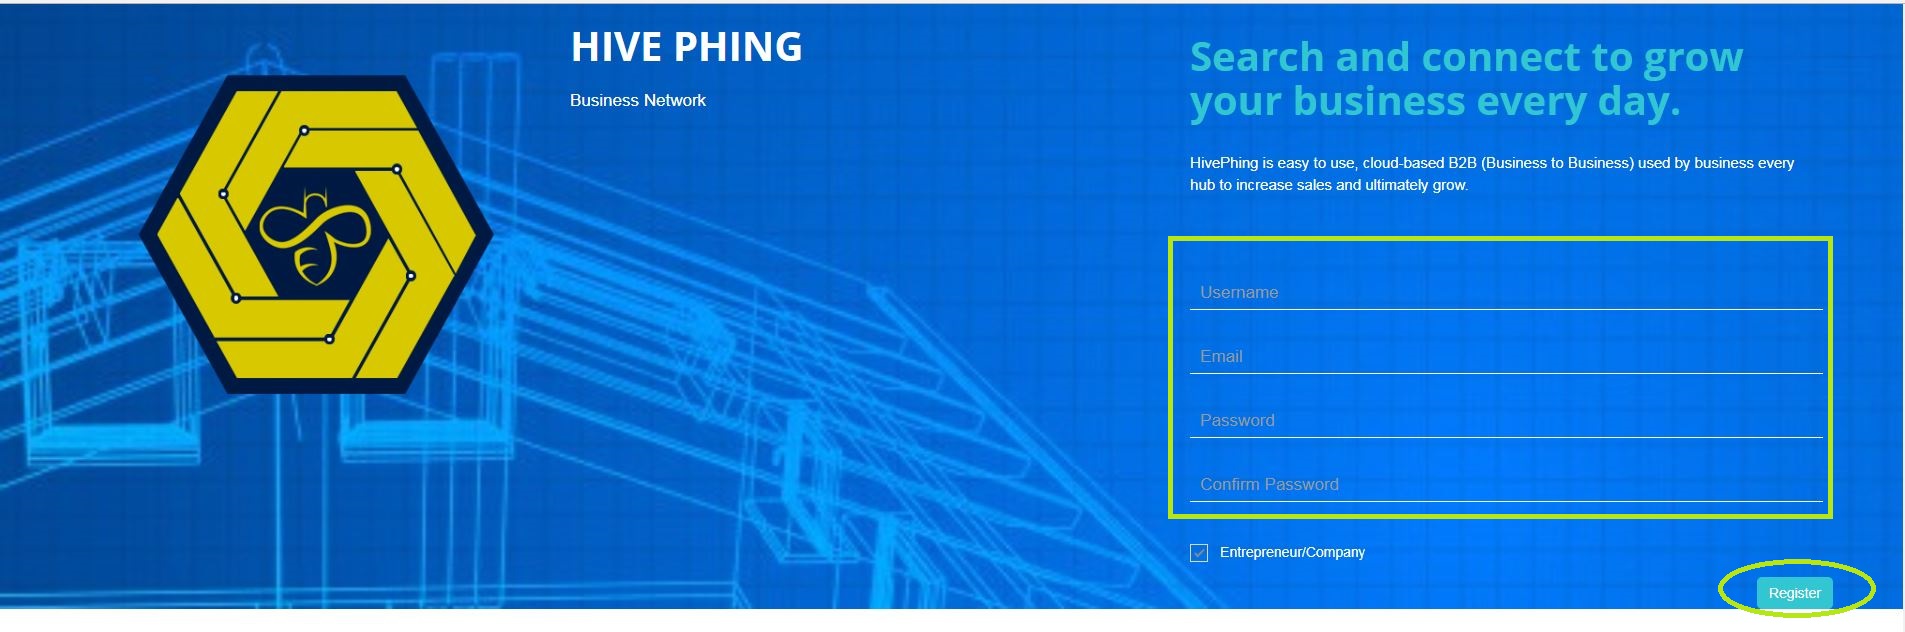 HIVE PHING
Business Network
Search and connect to grow
your business every day.
HivePhing is easy to use, cloud-based B2B (Business to Business) used by business every
hub to increase sales and ultimately grow.
Username
Email
Password
Confirm Password
Entrepreneur/Company
Register